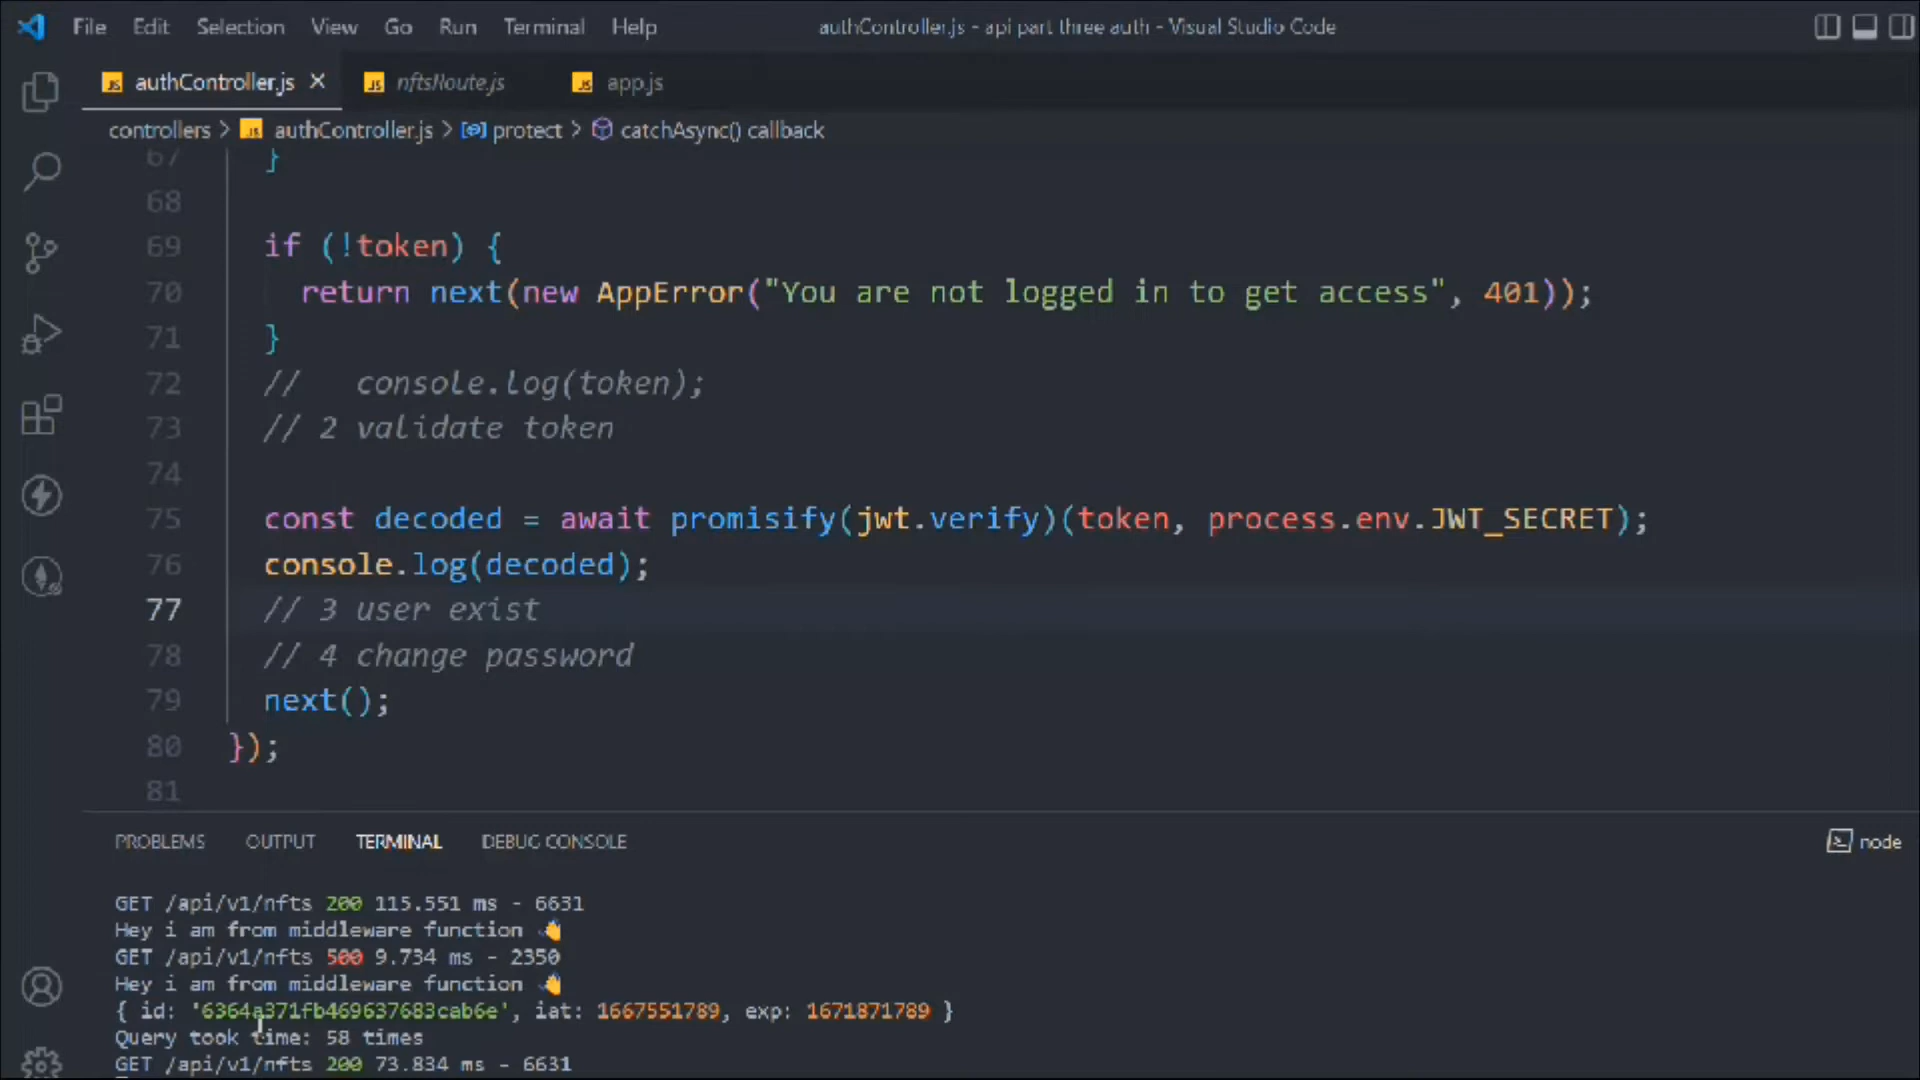 File Edit Selection View Go Run Terminal Help authController.js - api part three auth - Visual Studio Code
authController.js nftsRoute.js app.js
controllers > authController.js > protect > catchAsync() callback
67 }
68
69 if (!token) {
70 return next(new AppError("You are not logged in to get access", 401));
71 }
72 // console.log(token);
73 // 2 validate token
74
75 const decoded = await promisify(jwt.verify)(token, process.env.JWT_SECRET);
76 console.log(decoded);
77 // 3 user exist
78 // 4 change password
79 next();
80 });
81
PROBLEMS OUTPUT TERMINAL DEBUG CONSOLE node
GET /api/v1/nfts 200 115.551 ms - 6631
Hey i am from middleware function 👋
GET /api/v1/nfts 500 9.734 ms - 2350
Hey i am from middleware function 👋
{ id: '6364a371fb469637683cab6e', iat: 1667551789, exp: 1671871789 }
Query took time: 58 times
GET /api/v1/nfts 200 73.834 ms - 6631